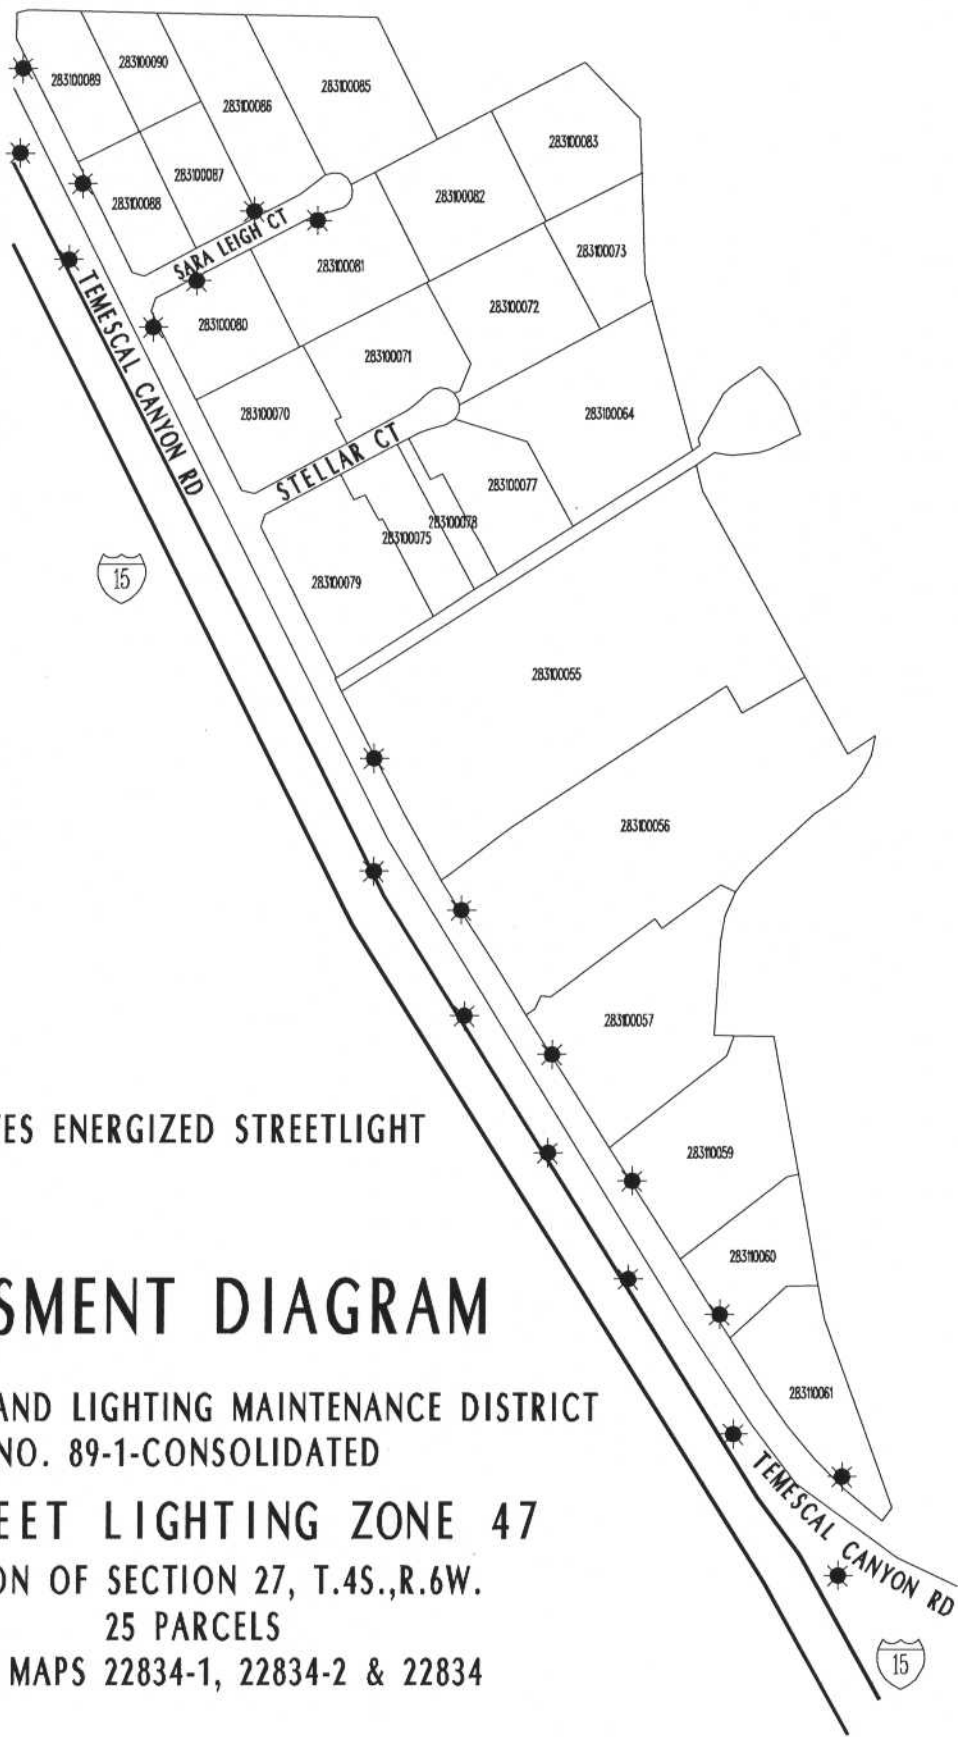 283100089
283100090
283100086
283100085
283100088
283100087
283100083
283100082
SARA LEIGH CT
283100081
283100073
283100080
283100072
TEMESCAL CANYON RD
283100071
283100070
283100064
STELLAR CT
283100077
283100078
283100075
283100079
15
283100055
283100056
283100057
ES ENERGIZED STREETLIGHT
283110059
283110060
SMENT DIAGRAM
283110061
AND LIGHTING MAINTENANCE DISTRICT
NO. 89-1-CONSOLIDATED
EET LIGHTING ZONE 47
TEMESCAL CANYON RD
ON OF SECTION 27, T.4S.,R.6W.
25 PARCELS
MAPS 22834-1, 22834-2 & 22834
15